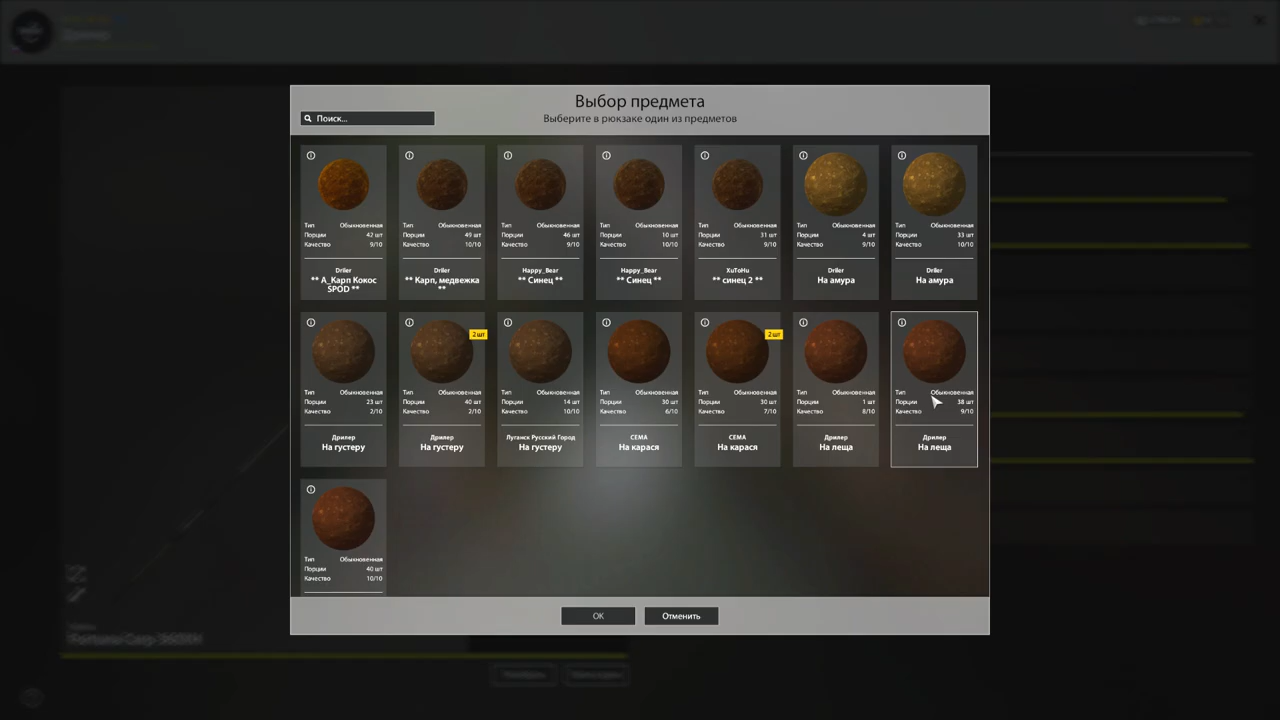 Выбор предмета
Поиск...
Выберите в рюкзаке один из предметов
Тип Обыкновенная
Порции 42 шт
Качество 9/10
Driler
** А_Карп Кокос SPOD **
Тип Обыкновенная
Порции 49 шт
Качество 10/10
Driler
** Карп, медвежка **
Тип Обыкновенная
Порции 46 шт
Качество 9/10
Happy_Bear
** Синец **
Тип Обыкновенная
Порции 10 шт
Качество 10/10
Happy_Bear
** Синец **
Тип Обыкновенная
Порции 31 шт
Качество 9/10
XuToHu
** синец 2 **
Тип Обыкновенная
Порции 4 шт
Качество 9/10
Driler
На амура
Тип Обыкновенная
Порции 33 шт
Качество 10/10
Driler
На амура
Тип Обыкновенная
Порции 23 шт
Качество 2/10
Дрилер
На густеру
2 шт
Тип Обыкновенная
Порции 40 шт
Качество 2/10
Дрилер
На густеру
Тип Обыкновенная
Порции 14 шт
Качество 10/10
Луганск Русский Город
На густеру
Тип Обыкновенная
Порции 30 шт
Качество 6/10
СЕМА
На карася
2 шт
Тип Обыкновенная
Порции 30 шт
Качество 7/10
СЕМА
На карася
Тип Обыкновенная
Порции 1 шт
Качество 8/10
Дрилер
На леща
Тип Обыкновенная
Порции 38 шт
Качество 9/10
Дрилер
На леща
Тип Обыкновенная
Порции 40 шт
Качество 10/10
ОК
Отменить